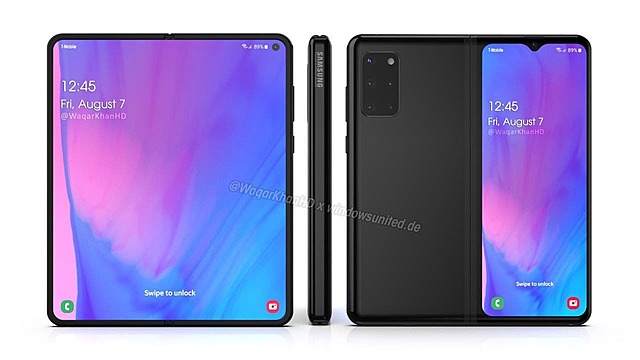 T-Mobile 89%
12:45
Fri, August 7
@WaqarKhanHD
Swipe to unlock
SAMSUNG
T-Mobile 89%
12:45
Fri, August 7
@WaqarKhanHD
Swipe to unlock
@WaqarKhanHD x windowsunited.de